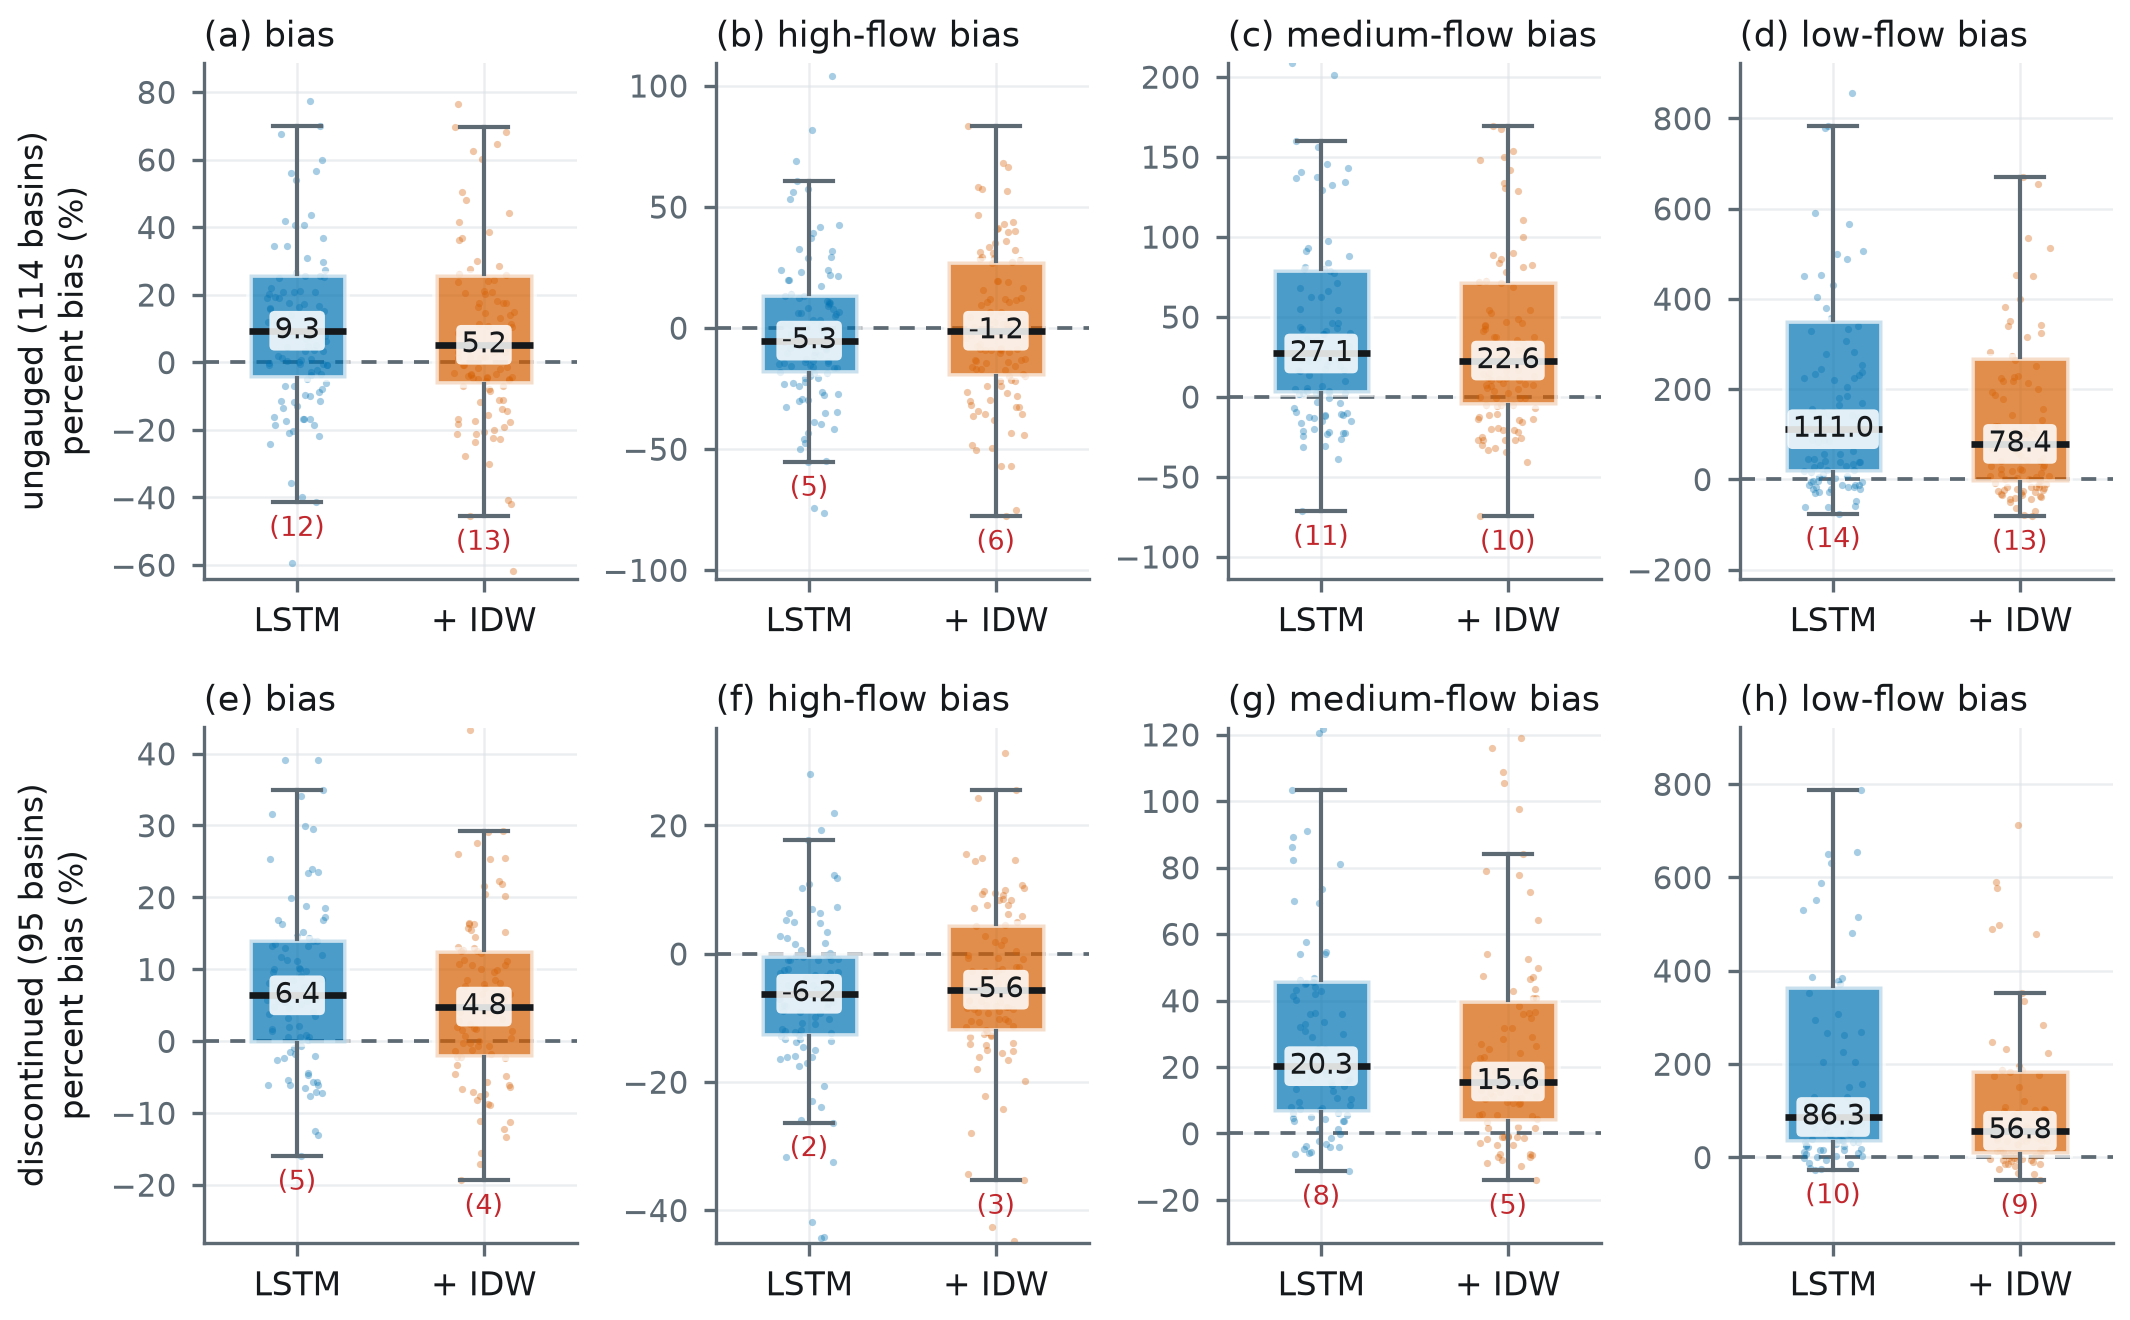 (a) bias
(b) high-flow bias
(c) medium-flow bias
(d) low-flow bias
ungauged (114 basins)
percent bias (%)
80
60
40
20
0
−20
−40
−60
9.3
5.2
(12)
(13)
LSTM
+ IDW
100
50
0
−50
−100
-5.3
-1.2
(5)
(6)
LSTM
+ IDW
200
150
100
50
0
−50
−100
27.1
22.6
(11)
(10)
LSTM
+ IDW
800
600
400
200
0
−200
111.0
78.4
(14)
(13)
LSTM
+ IDW
(e) bias
(f) high-flow bias
(g) medium-flow bias
(h) low-flow bias
discontinued (95 basins)
percent bias (%)
40
30
20
10
0
−10
−20
6.4
4.8
(5)
(4)
LSTM
+ IDW
20
0
−20
−40
-6.2
-5.6
(2)
(3)
LSTM
+ IDW
120
100
80
60
40
20
0
−20
20.3
15.6
(8)
(5)
LSTM
+ IDW
800
600
400
200
0
86.3
56.8
(10)
(9)
LSTM
+ IDW